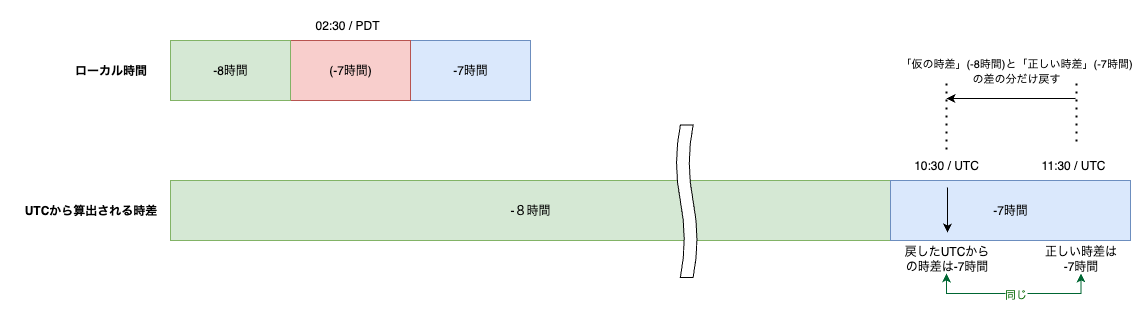 02:30 / PDT
ローカル時間
-8時間
(-7時間)
-7時間
「仮の時差」(-8時間)と「正しい時差」(-7時間)
の差の分だけ戻す
10:30 / UTC
11:30 / UTC
UTCから算出される時差
-８時間
-7時間
戻したUTCから
の時差は-7時間
正しい時差は
-7時間
同じ